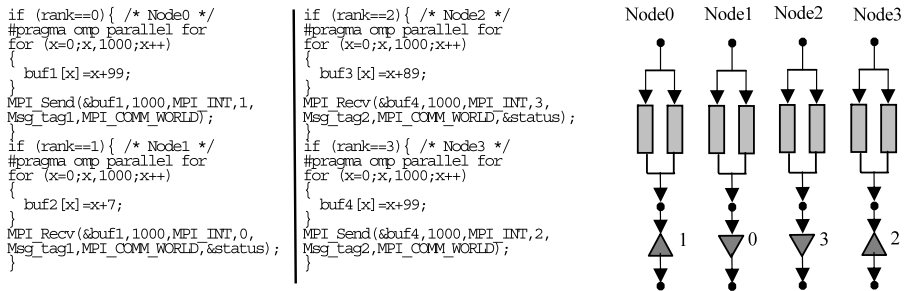 if (rank==0){ /* Node0 */
#pragma omp parallel for
for (x=0;x,1000;x++)
{
buf1[x]=x+99;
}
MPI_Send(&buf1,1000,MPI_INT,1,
Msg_tag1,MPI_COMM_WORLD);
}
if (rank==1){ /* Node1 */
#pragma omp parallel for
for (x=0;x,1000;x++)
{
buf2[x]=x+7;
}
MPI_Recv(&buf1,1000,MPI_INT,0,
Msg_tag1,MPI_COMM_WORLD,&status);
}
if (rank==2){ /* Node2 */
#pragma omp parallel for
for (x=0;x,1000;x++)
{
buf3[x]=x+89;
}
MPI_Recv(&buf4,1000,MPI_INT,3,
Msg_tag2,MPI_COMM_WORLD,&status);
}
if (rank==3){ /* Node3 */
#pragma omp parallel for
for (x=0;x,1000;x++)
{
buf4[x]=x+99;
}
MPI_Send(&buf4,1000,MPI_INT,2,
Msg_tag2,MPI_COMM_WORLD);
}
Node0 Node1 Node2 Node3
1 0 3 2